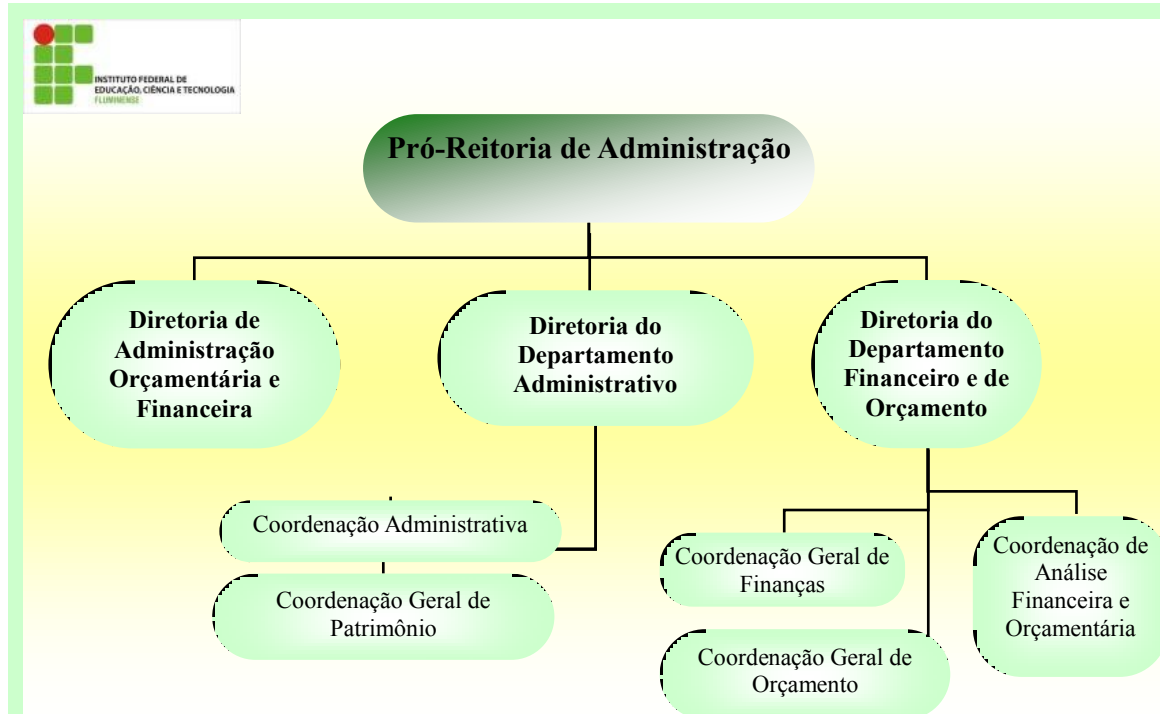 INSTITUTO FEDERAL DE
EDUCAÇÃO, CIÊNCIA E TECNOLOGIA
FLUMINENSE
Pró-Reitoria de Administração
Diretoria de
Administração
Orçamentária e
Financeira
Diretoria do
Departamento
Administrativo
Diretoria do
Departamento
Financeiro e de
Orçamento
Coordenação Administrativa
Coordenação Geral de
Patrimônio
Coordenação Geral de
Finanças
Coordenação Geral de
Orçamento
Coordenação de
Análise
Financeira e
Orçamentária